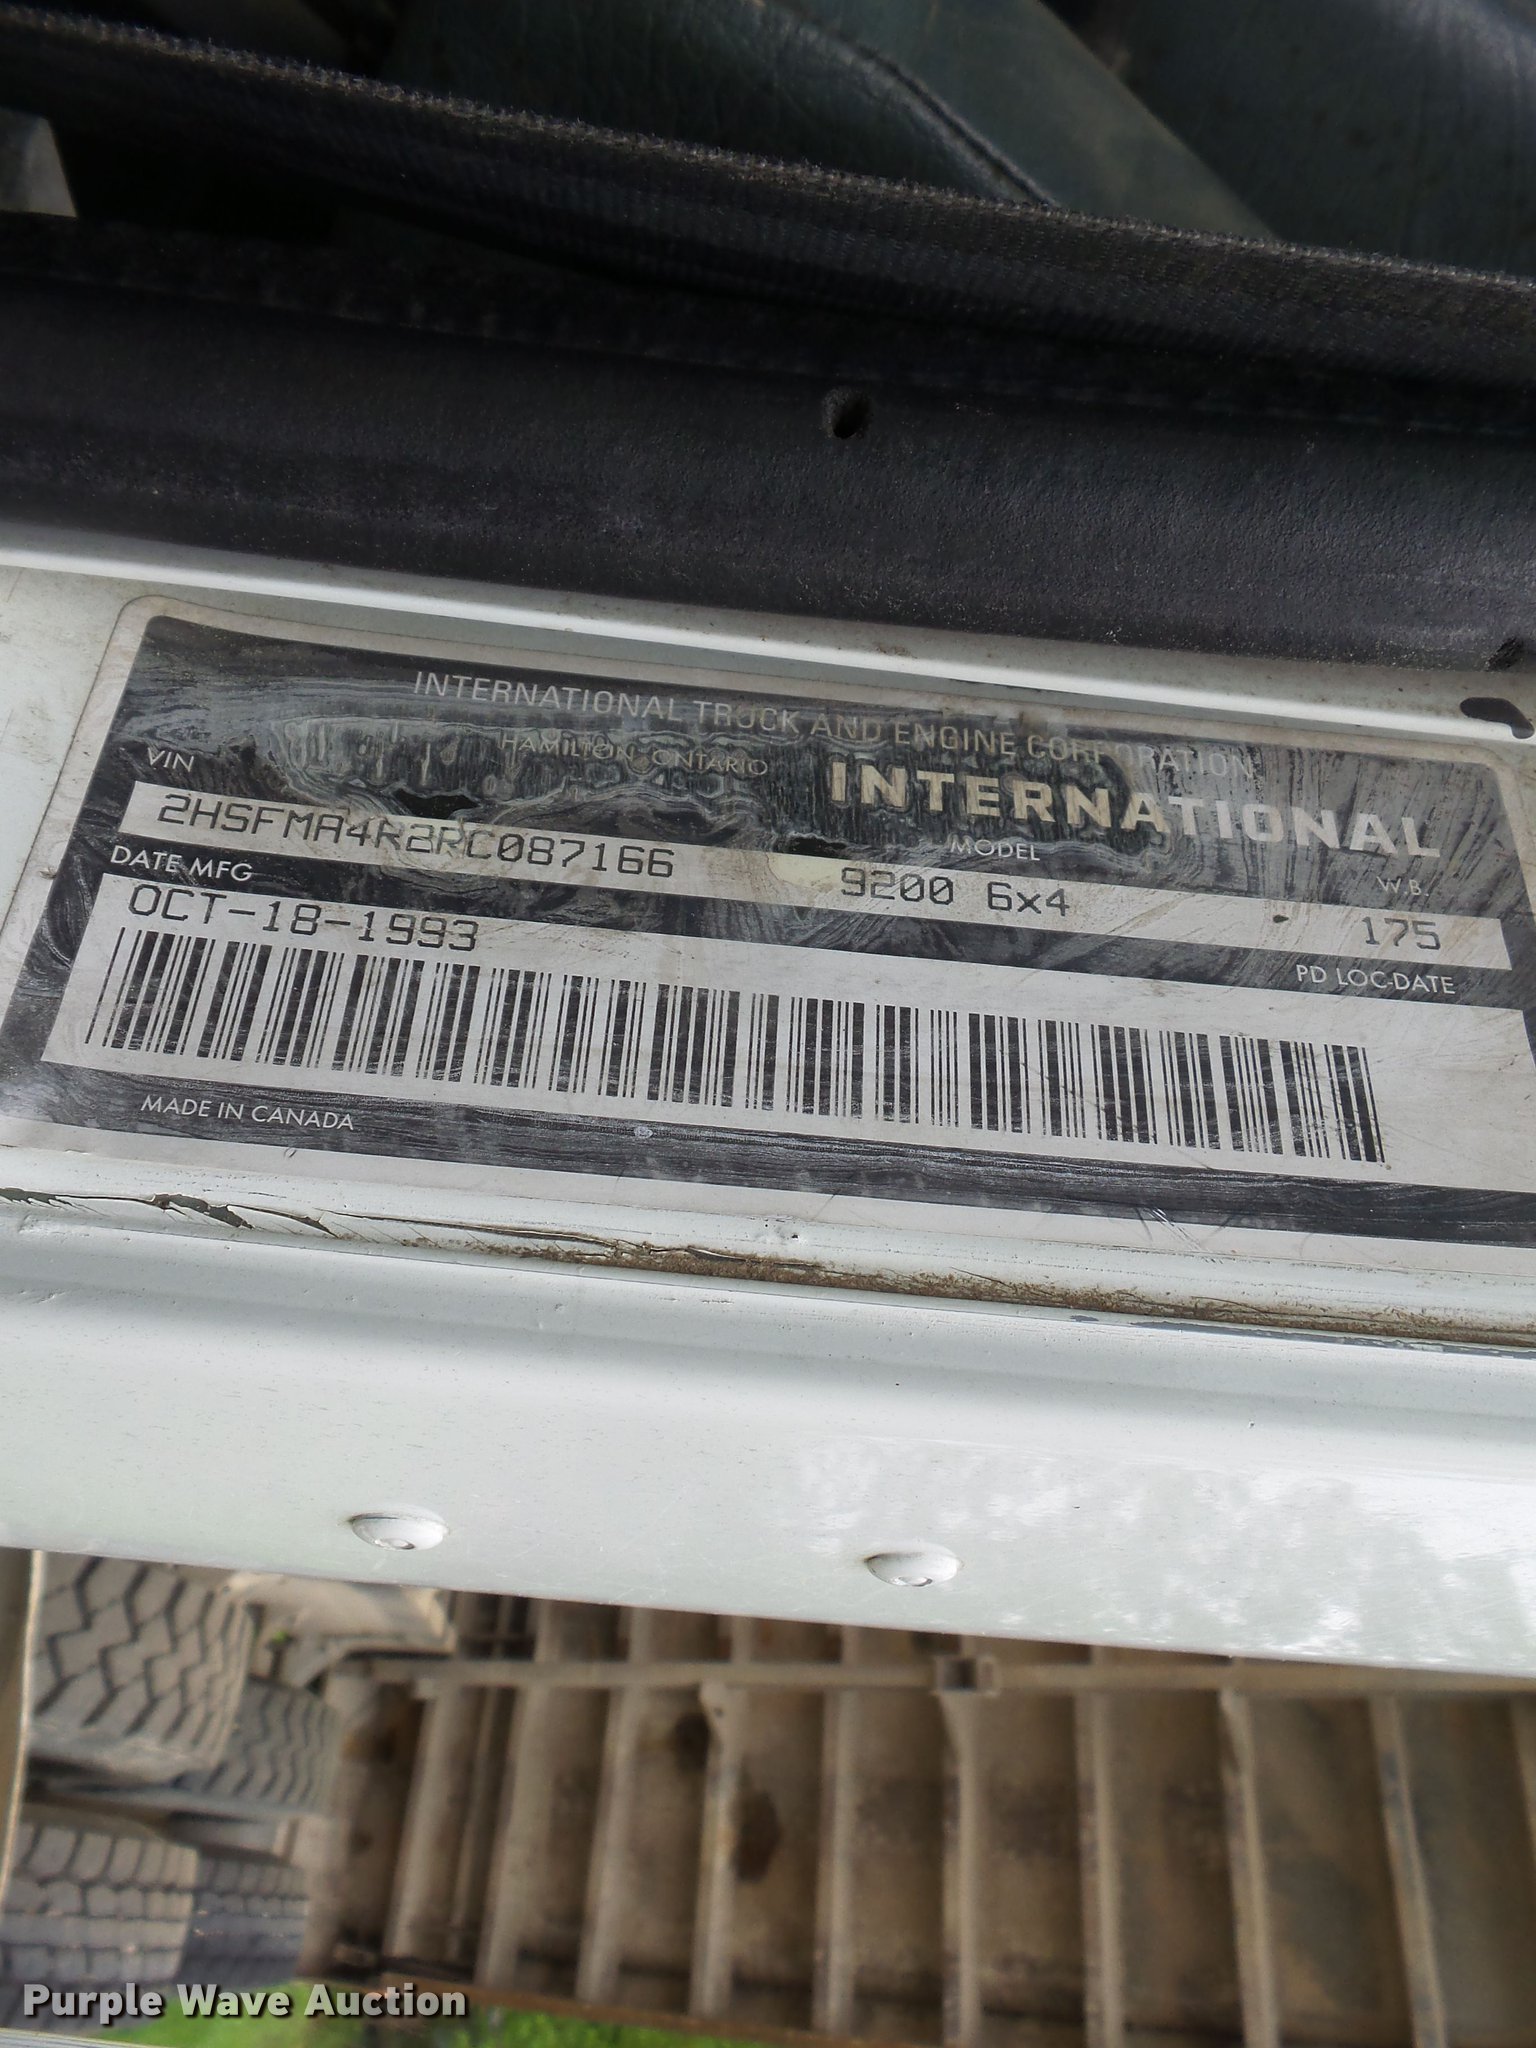 INTERNATIONAL TRUCK AND ENGINE CORPORATION
HAMILTON, ONTARIO
INTERNATIONAL
VIN
MODEL
W.B.
2HSFMA4R2RC087166
9200 6x4
175
DATE MFG
PD LOC-DATE
OCT-18-1993
MADE IN CANADA
Purple Wave Auction